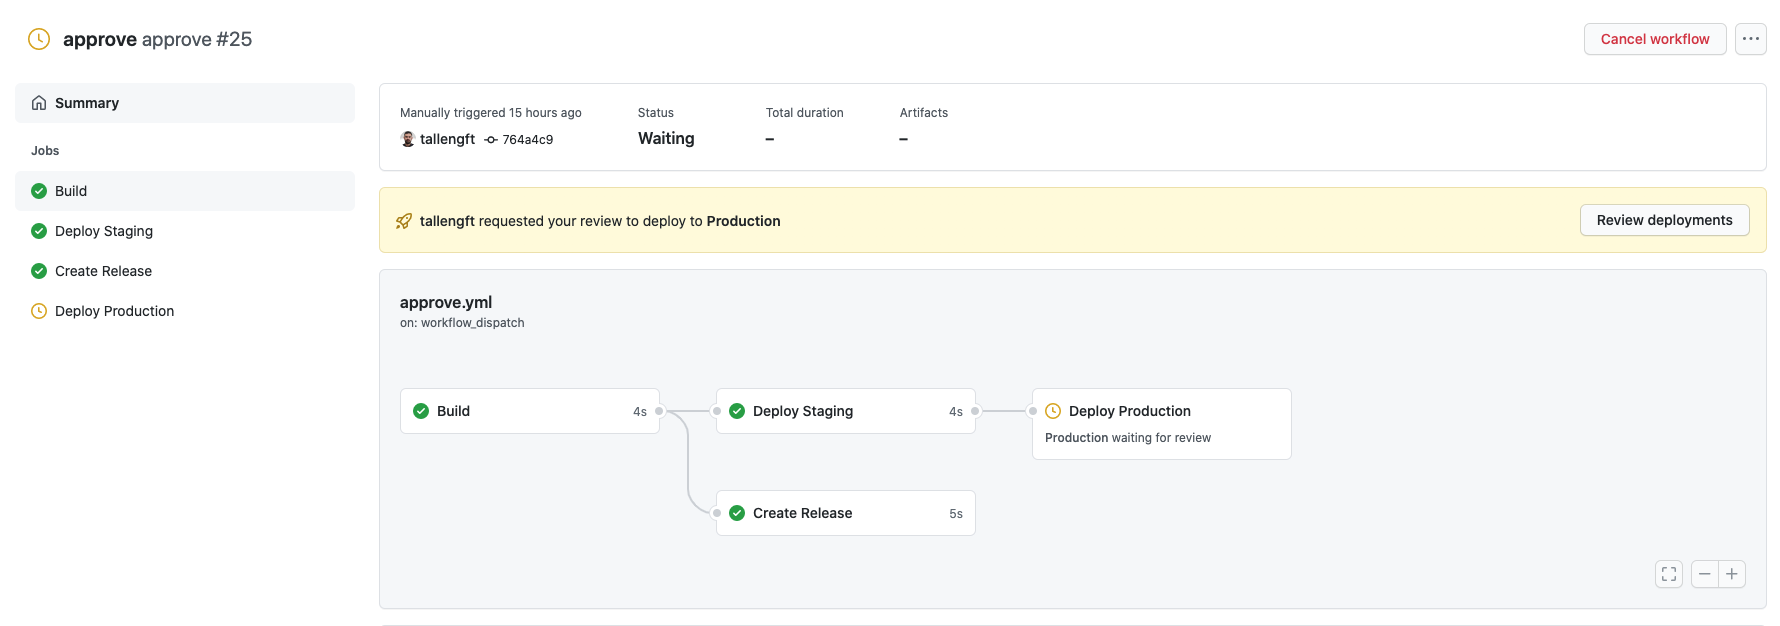 approve approve #25
Cancel workflow
Summary
Jobs
Build
Deploy Staging
Create Release
Deploy Production
Manually triggered 15 hours ago
tallengft 764a4c9
Status
Waiting
Total duration
–
Artifacts
–
tallengft requested your review to deploy to Production
Review deployments
approve.yml
on: workflow_dispatch
Build 4s
Deploy Staging 4s
Deploy Production
Production waiting for review
Create Release 5s